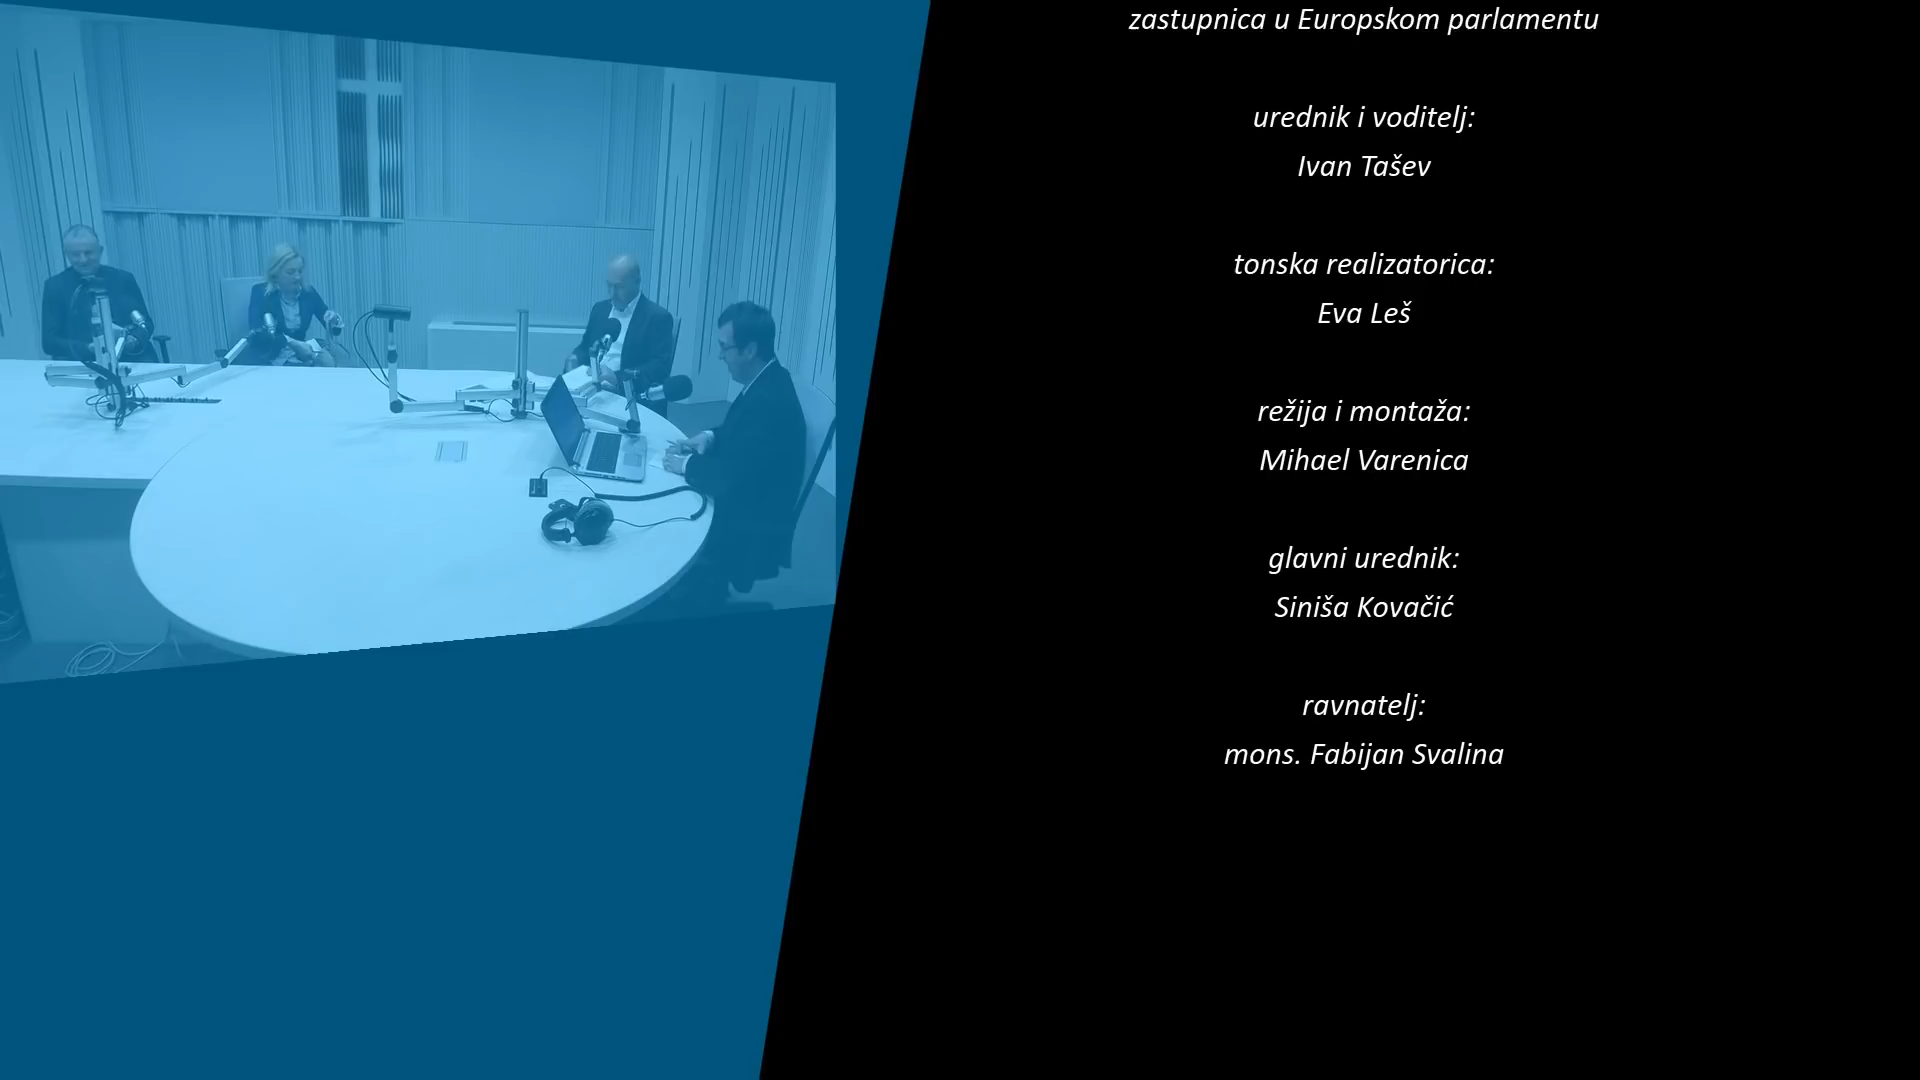 zastupnica u Europskom parlamentu
urednik i voditelj:
Ivan Tašev
tonska realizatorica:
Eva Leš
režija i montaža:
Mihael Varenica
glavni urednik:
Siniša Kovačić
ravnatelj:
mons. Fabijan Svalina